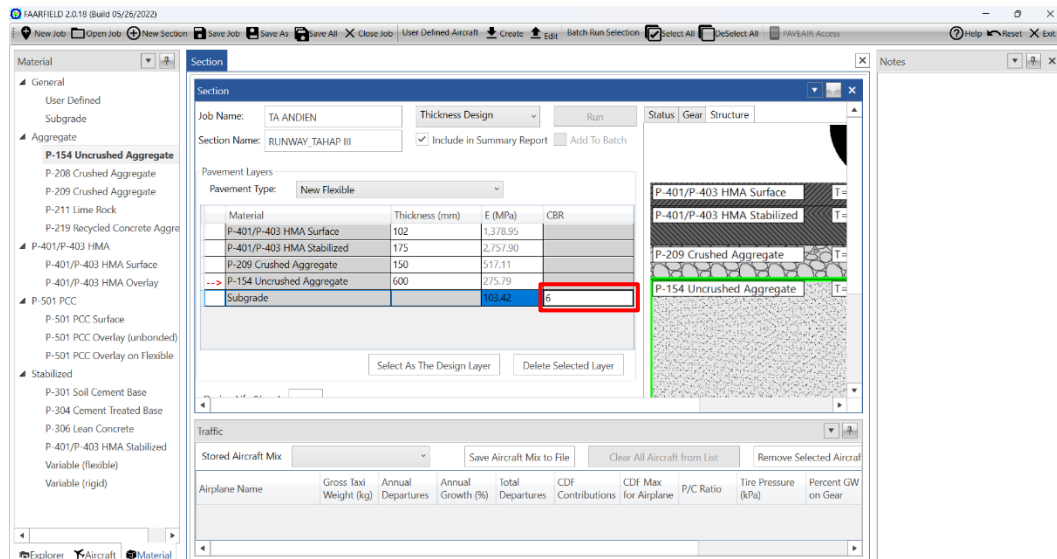 FAARFIELD 2.0.18 (Build 05/26/2022)
New Job Open Job New Section Save Job Save As Save All Close Job User Defined Aircraft Create Edit Batch Run Selection Select All DeSelect All PAVEAIR Access Help Reset Exit
Material
General
User Defined
Subgrade
Aggregate
P-154 Uncrushed Aggregate
P-208 Crushed Aggregate
P-209 Crushed Aggregate
P-211 Lime Rock
P-219 Recycled Concrete Aggre
P-401/P-403 HMA
P-401/P-403 HMA Surface
P-401/P-403 HMA Overlay
P-501 PCC
P-501 PCC Surface
P-501 PCC Overlay (unbonded)
P-501 PCC Overlay on Flexible
Stabilized
P-301 Soil Cement Base
P-304 Cement Treated Base
P-306 Lean Concrete
P-401/P-403 HMA Stabilized
Variable (flexible)
Variable (rigid)
Explorer Aircraft Material
Section
Section
Job Name: TA ANDIEN Thickness Design Run
Section Name: RUNWAY_TAHAP III Include in Summary Report Add To Batch
Pavement Layers
Pavement Type: New Flexible
Material Thickness (mm) E (MPa) CBR
P-401/P-403 HMA Surface 102 1,378.95
P-401/P-403 HMA Stabilized 175 2,757.90
P-209 Crushed Aggregate 150 517.11
--> P-154 Uncrushed Aggregate 600 275.79
Subgrade 103.42 6
Select As The Design Layer Delete Selected Layer
Status Gear Structure
P-401/P-403 HMA Surface T=
P-401/P-403 HMA Stabilized T=
P-209 Crushed Aggregate T=
P-154 Uncrushed Aggregate T=
Traffic
Stored Aircraft Mix Save Aircraft Mix to File Clear All Aircraft from List Remove Selected Aircraf
Airplane Name Gross Taxi Weight (kg) Annual Departures Annual Growth (%) Total Departures CDF Contributions CDF Max for Airplane P/C Ratio Tire Pressure (kPa) Percent GW on Gear
Notes